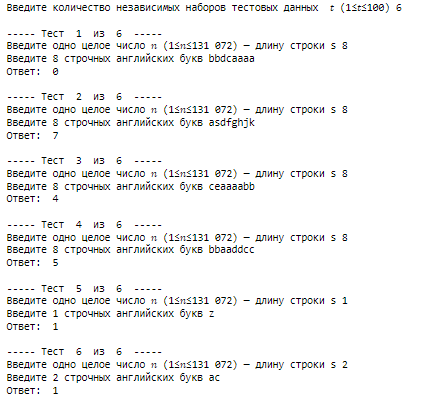 Введите количество независимых наборов тестовых данных t (1≤t≤100) 6
----- Тест 1 из 6 -----
Введите одно целое число n (1≤n≤131 072) — длину строки s 8
Введите 8 строчных английских букв bbdcaaaa
Ответ: 0
----- Тест 2 из 6 -----
Введите одно целое число n (1≤n≤131 072) — длину строки s 8
Введите 8 строчных английских букв asdfghjk
Ответ: 7
----- Тест 3 из 6 -----
Введите одно целое число n (1≤n≤131 072) — длину строки s 8
Введите 8 строчных английских букв ceaaaabb
Ответ: 4
----- Тест 4 из 6 -----
Введите одно целое число n (1≤n≤131 072) — длину строки s 8
Введите 8 строчных английских букв bbaaddcc
Ответ: 5
----- Тест 5 из 6 -----
Введите одно целое число n (1≤n≤131 072) — длину строки s 1
Введите 1 строчных английских букв z
Ответ: 1
----- Тест 6 из 6 -----
Введите одно целое число n (1≤n≤131 072) — длину строки s 2
Введите 2 строчных английских букв ac
Ответ: 1